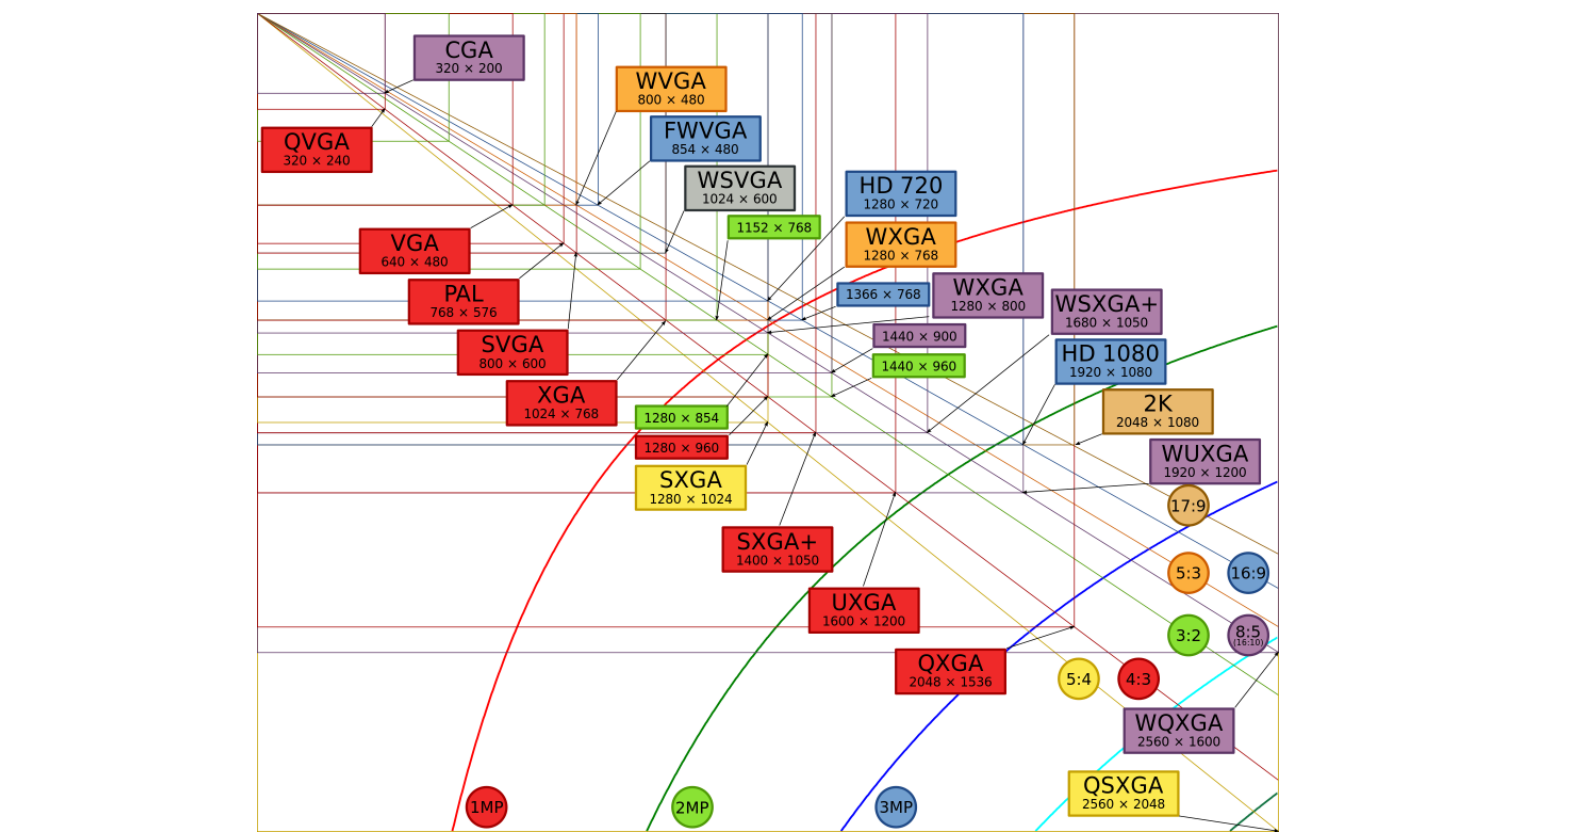 CGA
320 × 200
WVGA
800 × 480
QVGA
320 × 240
FWVGA
854 × 480
WSVGA
1024 × 600
HD 720
1280 × 720
1152 × 768
VGA
640 × 480
WXGA
1280 × 768
PAL
768 × 576
1366 × 768
WXGA
1280 × 800
WSXGA+
1680 × 1050
SVGA
800 × 600
1440 × 900
HD 1080
1920 × 1080
1440 × 960
XGA
1024 × 768
2K
2048 × 1080
1280 × 854
1280 × 960
WUXGA
1920 × 1200
SXGA
1280 × 1024
17:9
SXGA+
1400 × 1050
5:3
16:9
UXGA
1600 × 1200
3:2
8:5
(16:10)
QXGA
2048 × 1536
5:4
4:3
WQXGA
2560 × 1600
QSXGA
2560 × 2048
1MP
2MP
3MP